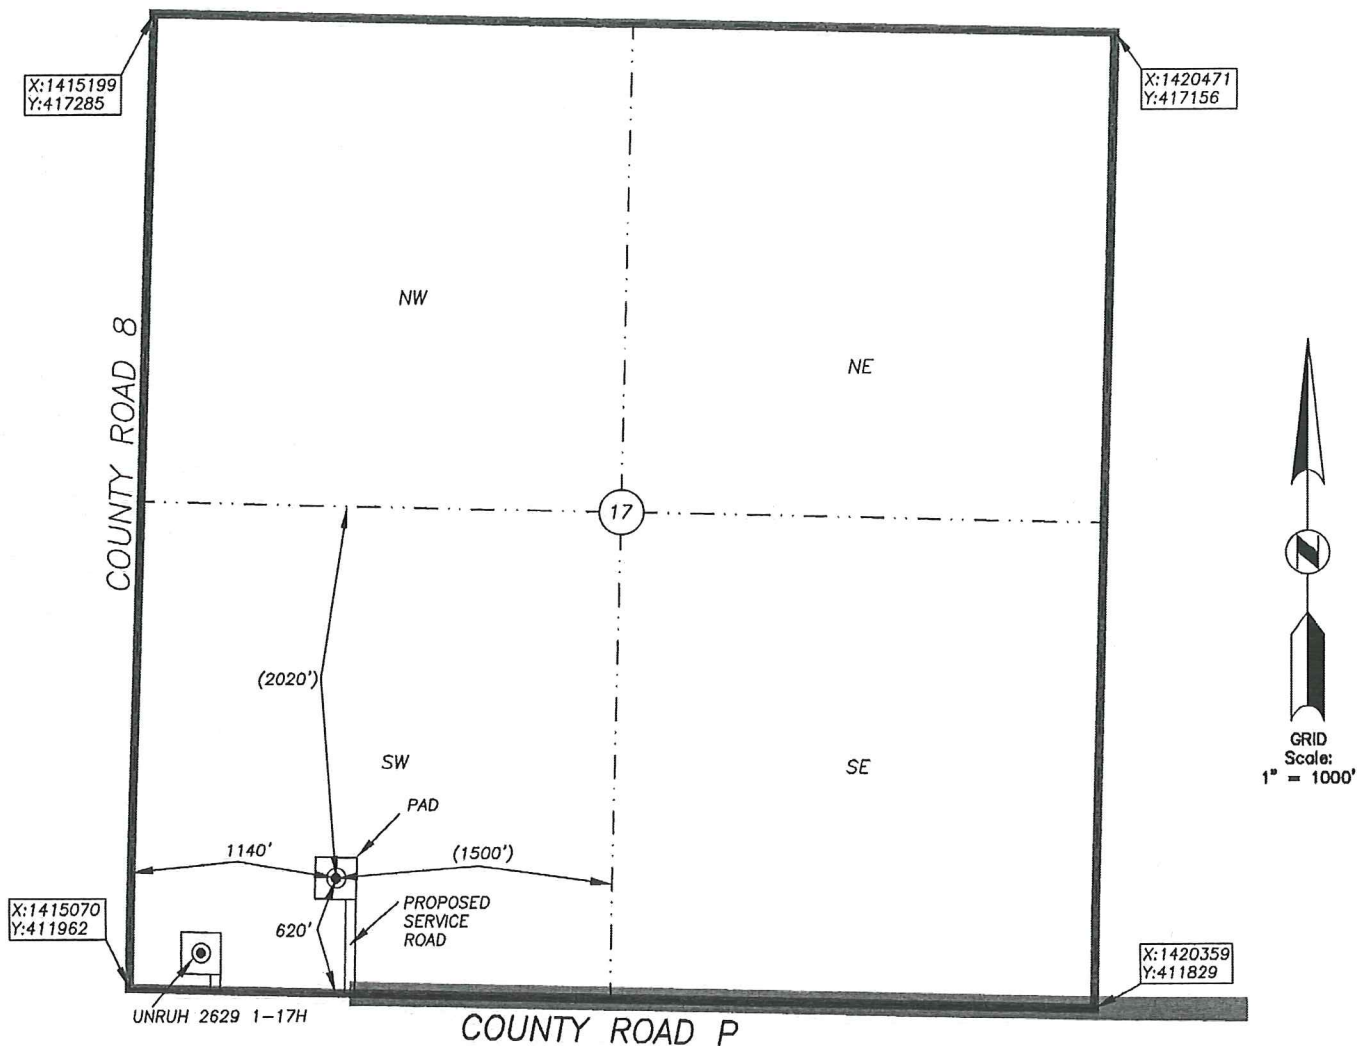 X:1415199
Y:417285
X:1420471
Y:417156
NW
NE
COUNTY ROAD 8
17
(2020')
GRID
Scale:
1" = 1000'
SW
SE
PAD
1140'
(1500')
X:1415070
Y:411962
620'
PROPOSED
SERVICE
ROAD
X:1420359
Y:411829
UNRUH 2629 1-17H
COUNTY ROAD P
N